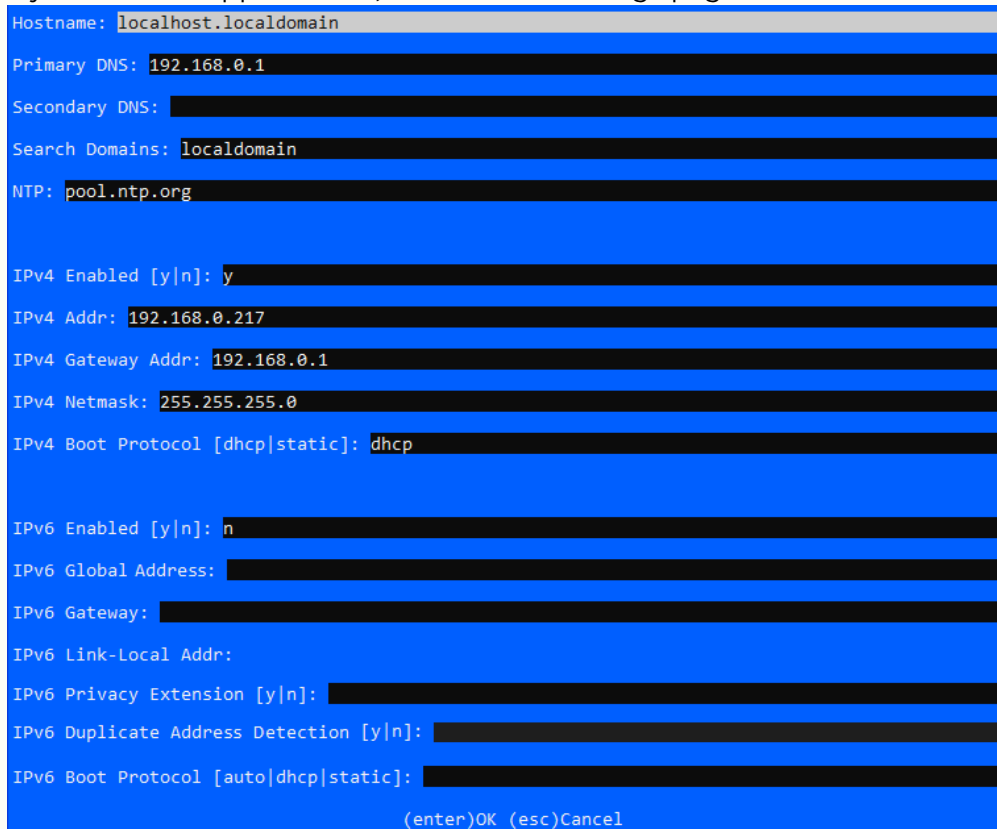 Hostname: localhost.localdomain
Primary DNS: 192.168.0.1
Secondary DNS:
Search Domains: localdomain
NTP: pool.ntp.org
IPv4 Enabled [y|n]: y
IPv4 Addr: 192.168.0.217
IPv4 Gateway Addr: 192.168.0.1
IPv4 Netmask: 255.255.255.0
IPv4 Boot Protocol [dhcp|static]: dhcp
IPv6 Enabled [y|n]: n
IPv6 Global Address:
IPv6 Gateway:
IPv6 Link-Local Addr:
IPv6 Privacy Extension [y|n]:
IPv6 Duplicate Address Detection [y|n]:
IPv6 Boot Protocol [auto|dhcp|static]:
(enter)OK (esc)Cancel